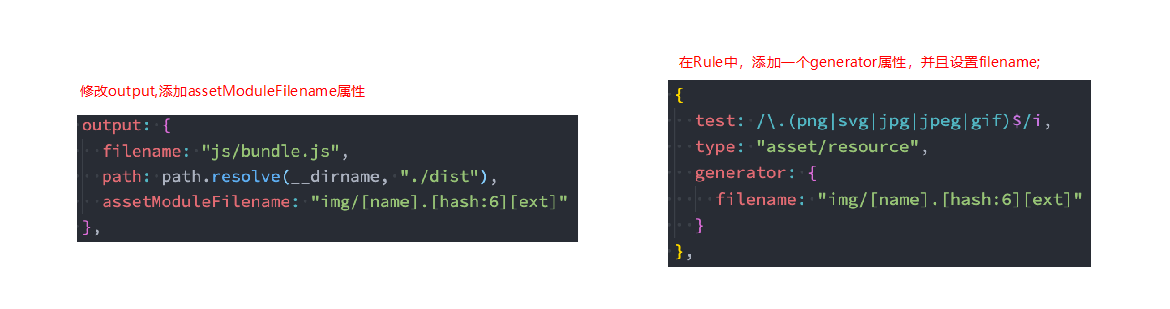 修改output,添加assetModuleFilename属性
output: {
  filename: "js/bundle.js",
  path: path.resolve(__dirname, "./dist"),
  assetModuleFilename: "img/[name].[hash:6][ext]"
},
在Rule中，添加一个generator属性，并且设置filename;
{
  test: /\.(png|svg|jpg|jpeg|gif)$/i,
  type: "asset/resource",
  generator: {
    filename: "img/[name].[hash:6][ext]"
  }
},